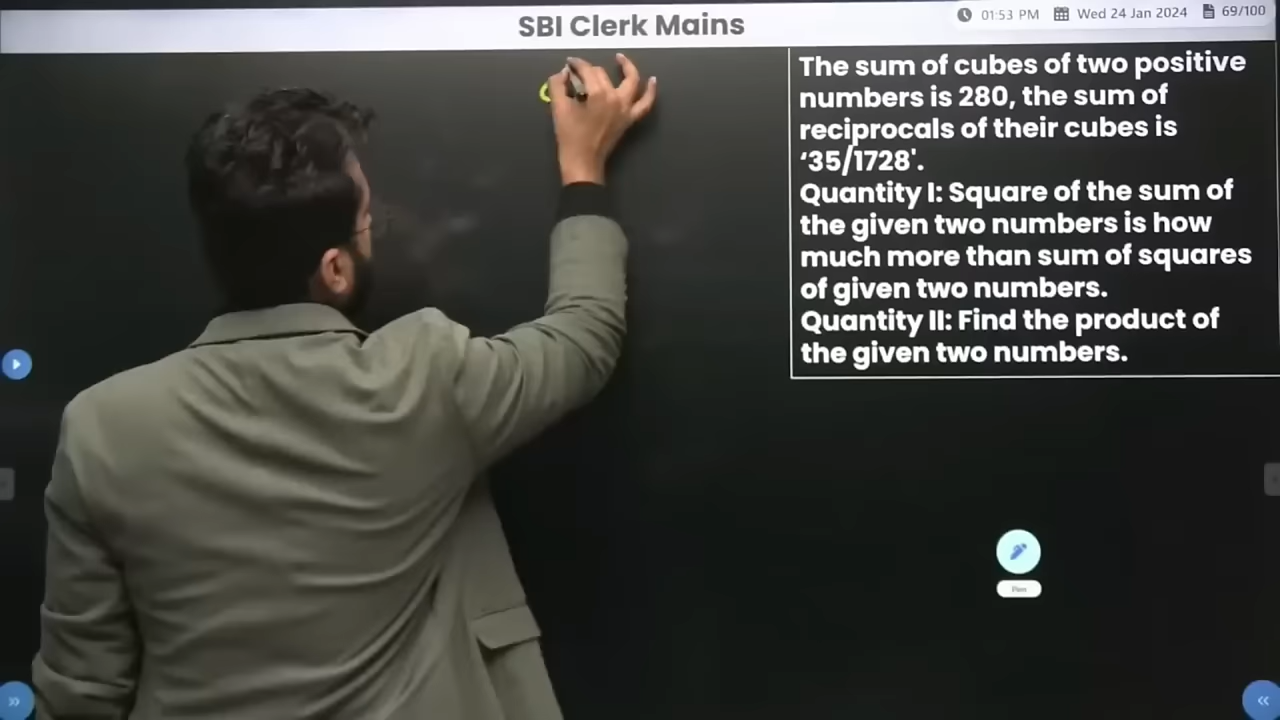 SBI Clerk Mains
01:53 PM Wed 24 Jan 2024 69/100
The sum of cubes of two positive
numbers is 280, the sum of
reciprocals of their cubes is
‘35/1728'.
Quantity I: Square of the sum of
the given two numbers is how
much more than sum of squares
of given two numbers.
Quantity II: Find the product of
the given two numbers.